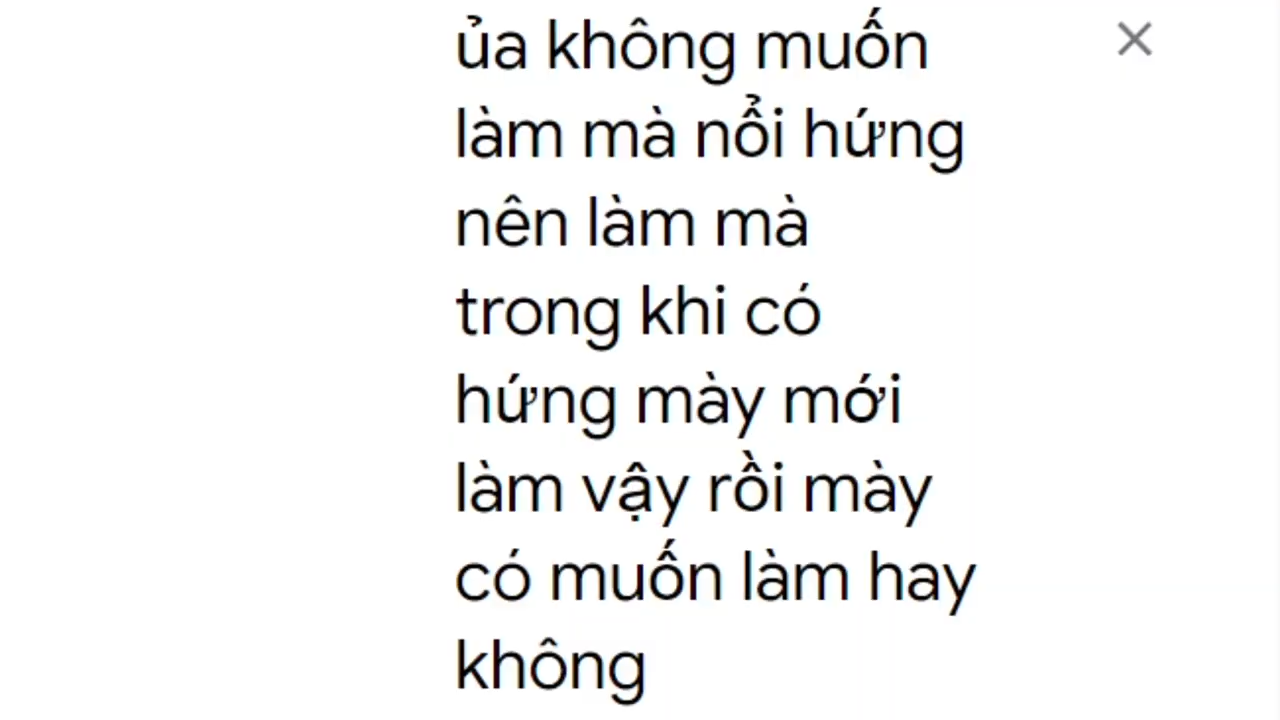 ủa không muốn
làm mà nổi hứng
nên làm mà
trong khi có
hứng mày mới
làm vậy rồi mày
có muốn làm hay
không